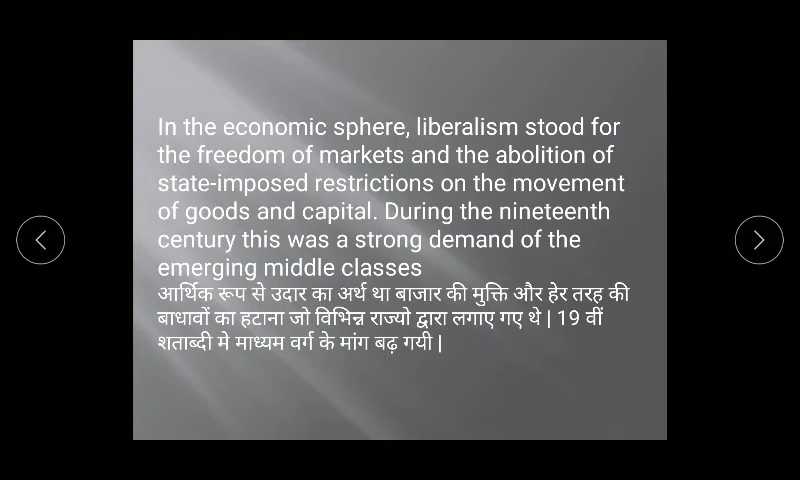 In the economic sphere, liberalism stood for
the freedom of markets and the abolition of
state-imposed restrictions on the movement
of goods and capital. During the nineteenth
century this was a strong demand of the
emerging middle classes
आर्थिक रूप से उदार का अर्थ था बाजार की मुक्ति और हेर तरह की
बाधावों का हटाना जो विभिन्न राज्यो द्वारा लगाए गए थे | 19 वीं
शताब्दी मे माध्यम वर्ग के मांग बढ़ गयी |